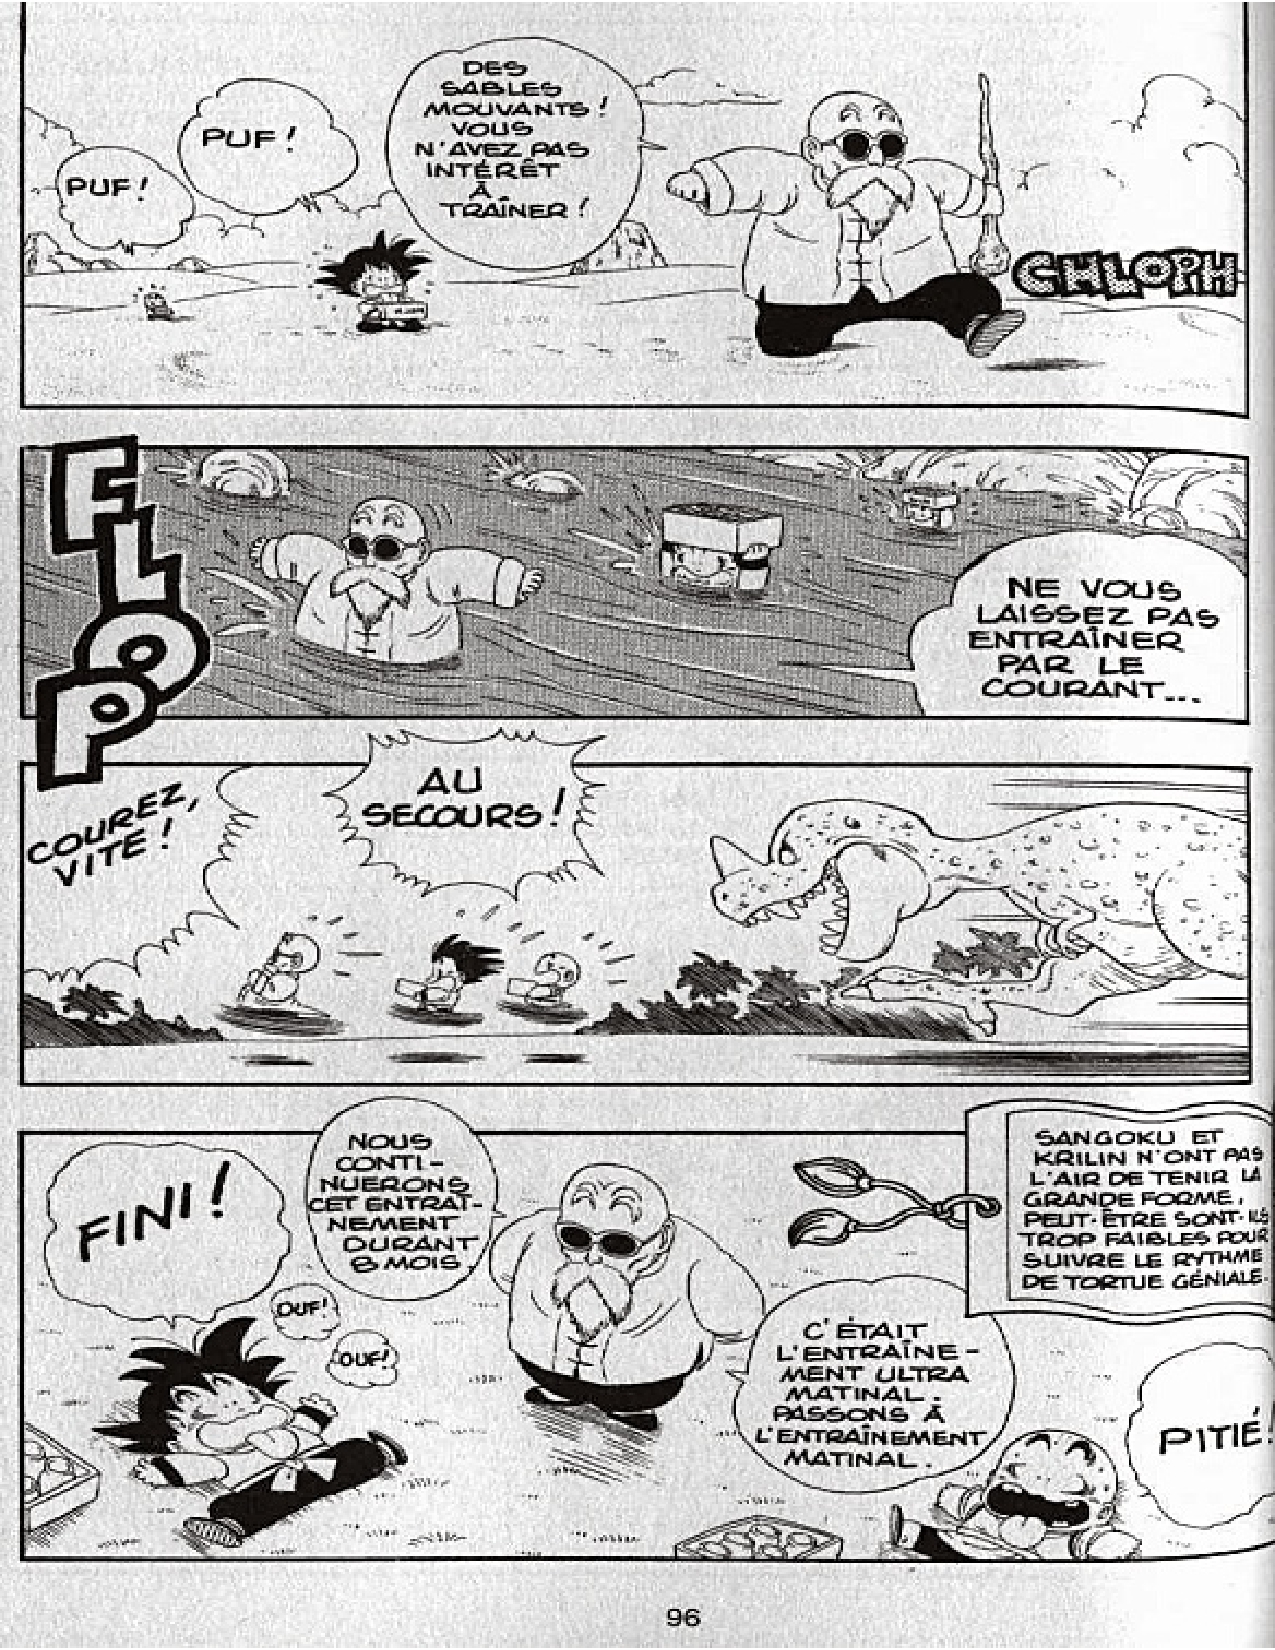 PUF!
PUF!
DES
SABLES
MOUVANTS!
VOUS
N'AVEZ PAS
INTÉRÊT
À
TRAÎNER!
CHLOPH
FLOP
NE VOUS
LAISSEZ PAS
ENTRAÎNER
PAR LE
COURANT...
COUREZ,
VITE!
AU
SECOURS!
FINI!
OUF!
OUF!
NOUS
CONTI-
NUERONS
CET ENTRAÎ-
NEMENT
DURANT
8 MOIS.
C'ÉTAIT
L'ENTRAÎNE-
MENT ULTRA
MATINAL.
PASSONS À
L'ENTRAÎNEMENT
MATINAL.
SANGOKU ET
KRILIN N'ONT PAS
L'AIR DE TENIR LA
GRANDE FORME.
PEUT-ÊTRE SONT-ILS
TROP FAIBLES POUR
SUIVRE LE RYTHME
DE TORTUE GÉNIALE.
PITIÉ!
96